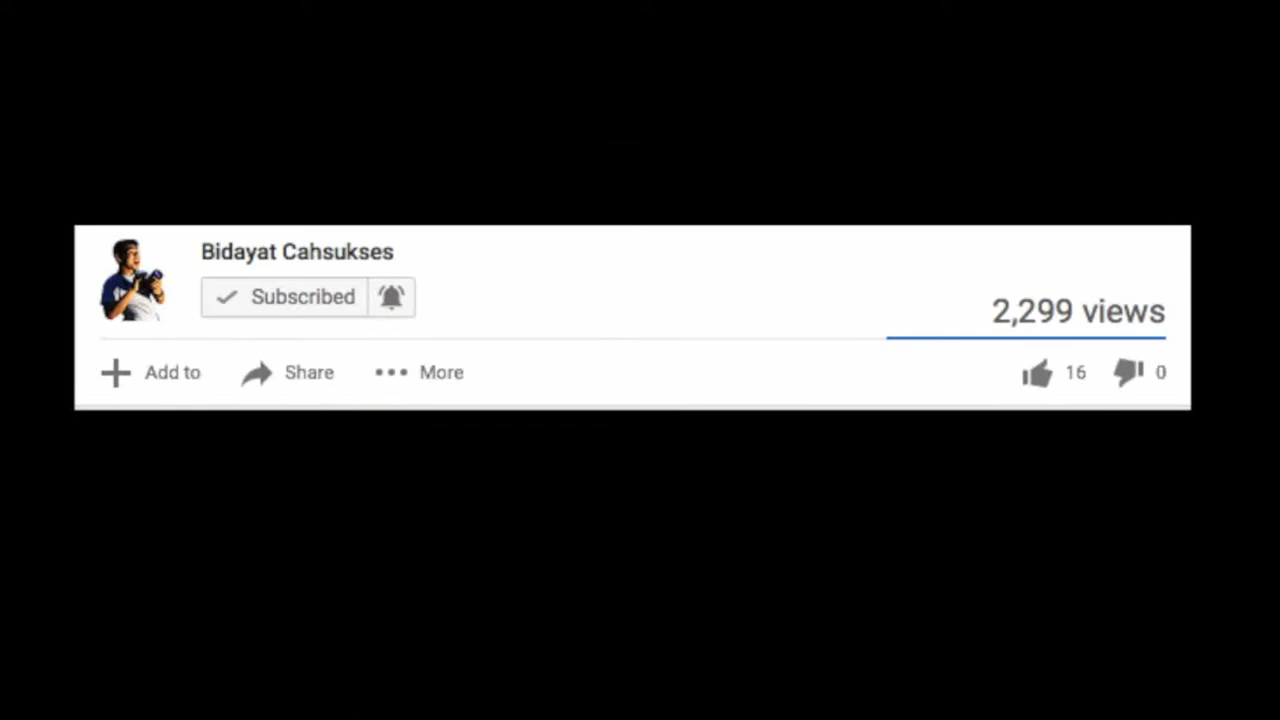 Bidayat Cahsukses
Subscribed
2,299 views
Add to Share More 16 0